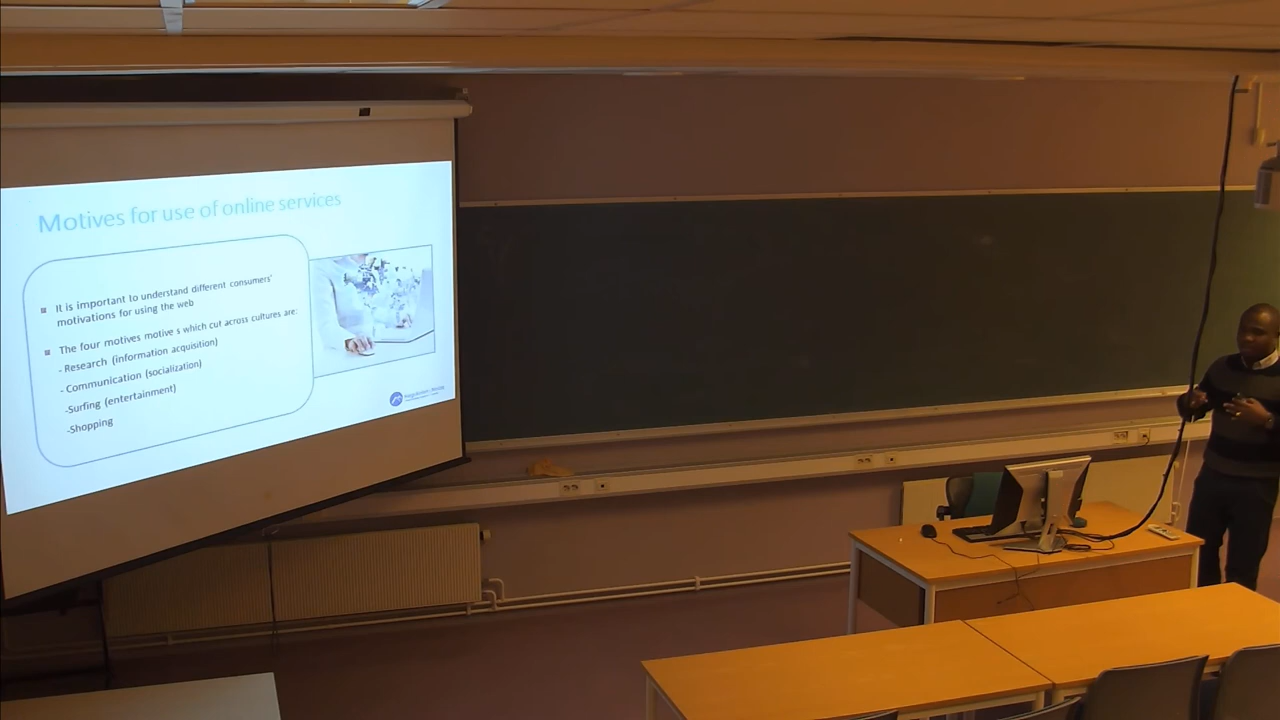 Motives for use of online services
It is important to understand different consumers'
motivations for using the web
The four motives motive s which cut across cultures are:
- Research (information acquisition)
- Communication (socialization)
-Surfing (entertainment)
-Shopping